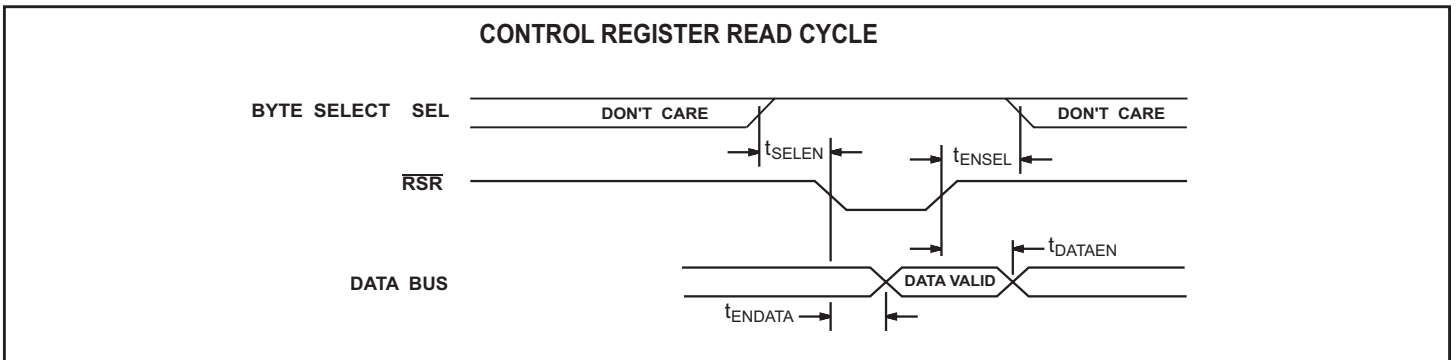 CONTROL REGISTER READ CYCLE
BYTE SELECT SEL
DON'T CARE
DON'T CARE
tSELEN
tENSEL
RSR
tDATAEN
DATA BUS
DATA VALID
tENDATA